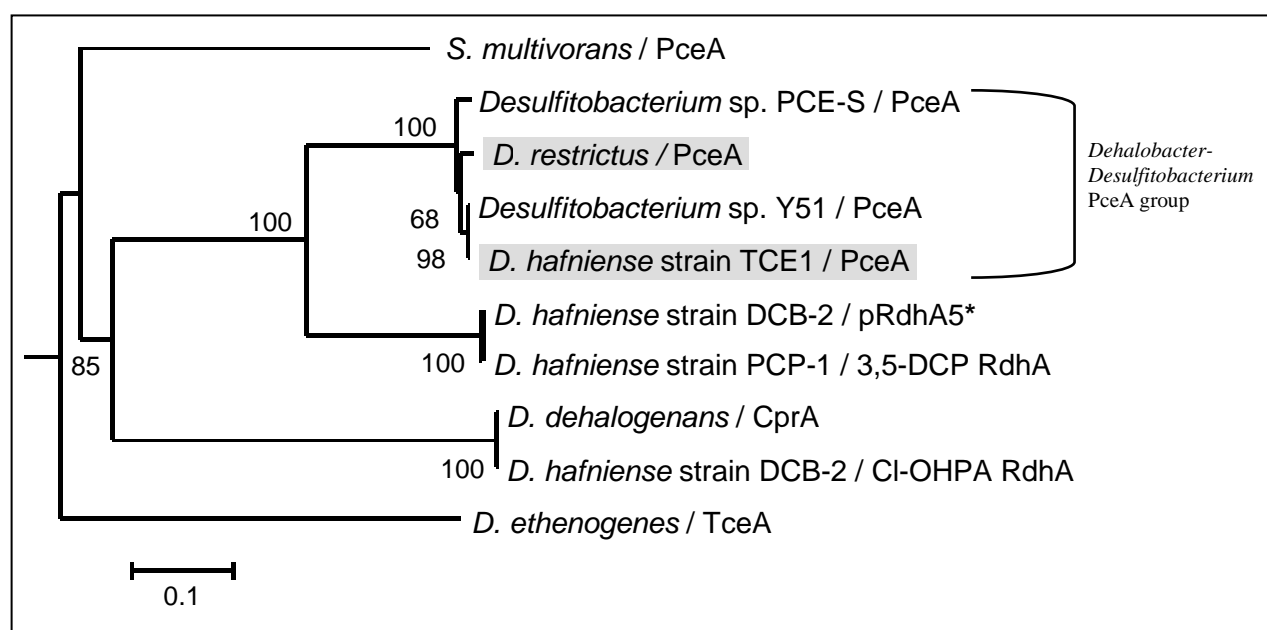 S. multivorans / PceA
Desulfitobacterium sp. PCE-S / PceA
100
D. restrictus / PceA
Dehalobacter-
Desulfitobacterium
PceA group
Desulfitobacterium sp. Y51 / PceA
100
68
D. hafniense strain TCE1 / PceA
98
D. hafniense strain DCB-2 / pRdhA5*
D. hafniense strain PCP-1 / 3,5-DCP RdhA
100
85
D. dehalogenans / CprA
D. hafniense strain DCB-2 / Cl-OHPA RdhA
100
D. ethenogenes / TceA
0.1